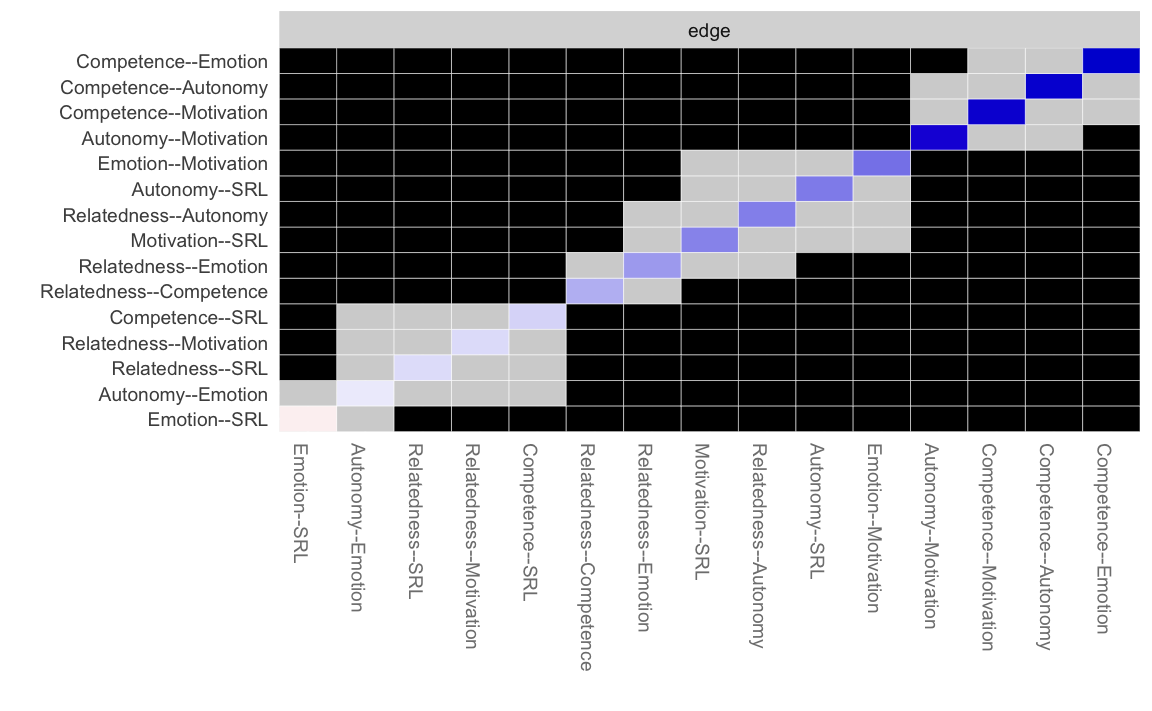 edge
Competence--Emotion
Competence--Autonomy
Competence--Motivation
Autonomy--Motivation
Emotion--Motivation
Autonomy--SRL
Relatedness--Autonomy
Motivation--SRL
Relatedness--Emotion
Relatedness--Competence
Competence--SRL
Relatedness--Motivation
Relatedness--SRL
Autonomy--Emotion
Emotion--SRL
Emotion--SRL
Autonomy--Emotion
Relatedness--SRL
Relatedness--Motivation
Competence--SRL
Relatedness--Competence
Relatedness--Emotion
Motivation--SRL
Relatedness--Autonomy
Autonomy--SRL
Emotion--Motivation
Autonomy--Motivation
Competence--Motivation
Competence--Autonomy
Competence--Emotion